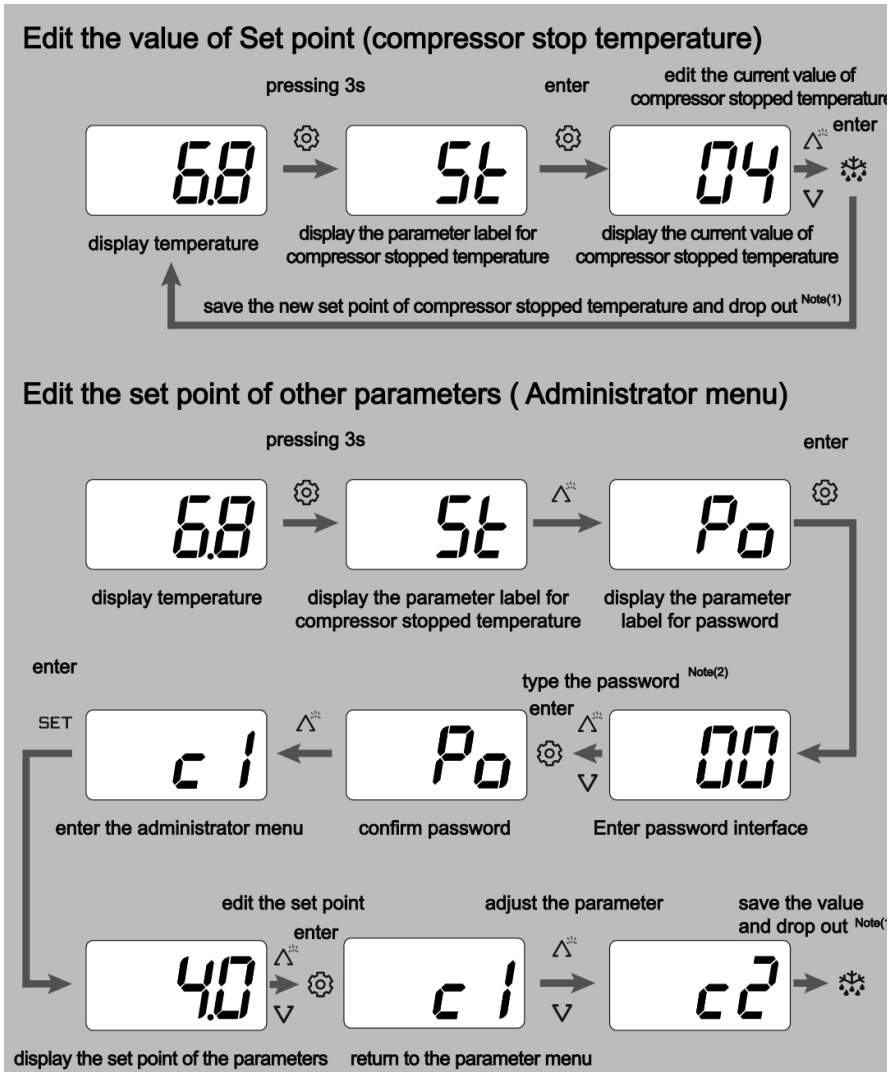 Edit the value of Set point (compressor stop temperature)
pressing 3s
enter
edit the current value of
compressor stopped temperature
enter
6.8
St
04
display temperature
display the parameter label for
compressor stopped temperature
display the current value of
compressor stopped temperature
save the new set point of compressor stopped temperature and drop out Note(1)
Edit the set point of other parameters ( Administrator menu)
pressing 3s
enter
6.8
St
Po
display temperature
display the parameter label for
compressor stopped temperature
display the parameter
label for password
enter
type the password Note(2)
enter
SET
c1
Po
00
enter the administrator menu
confirm password
Enter password interface
edit the set point
enter
adjust the parameter
save the value
and drop out Note(1
4.0
c1
c2
display the set point of the parameters
return to the parameter menu